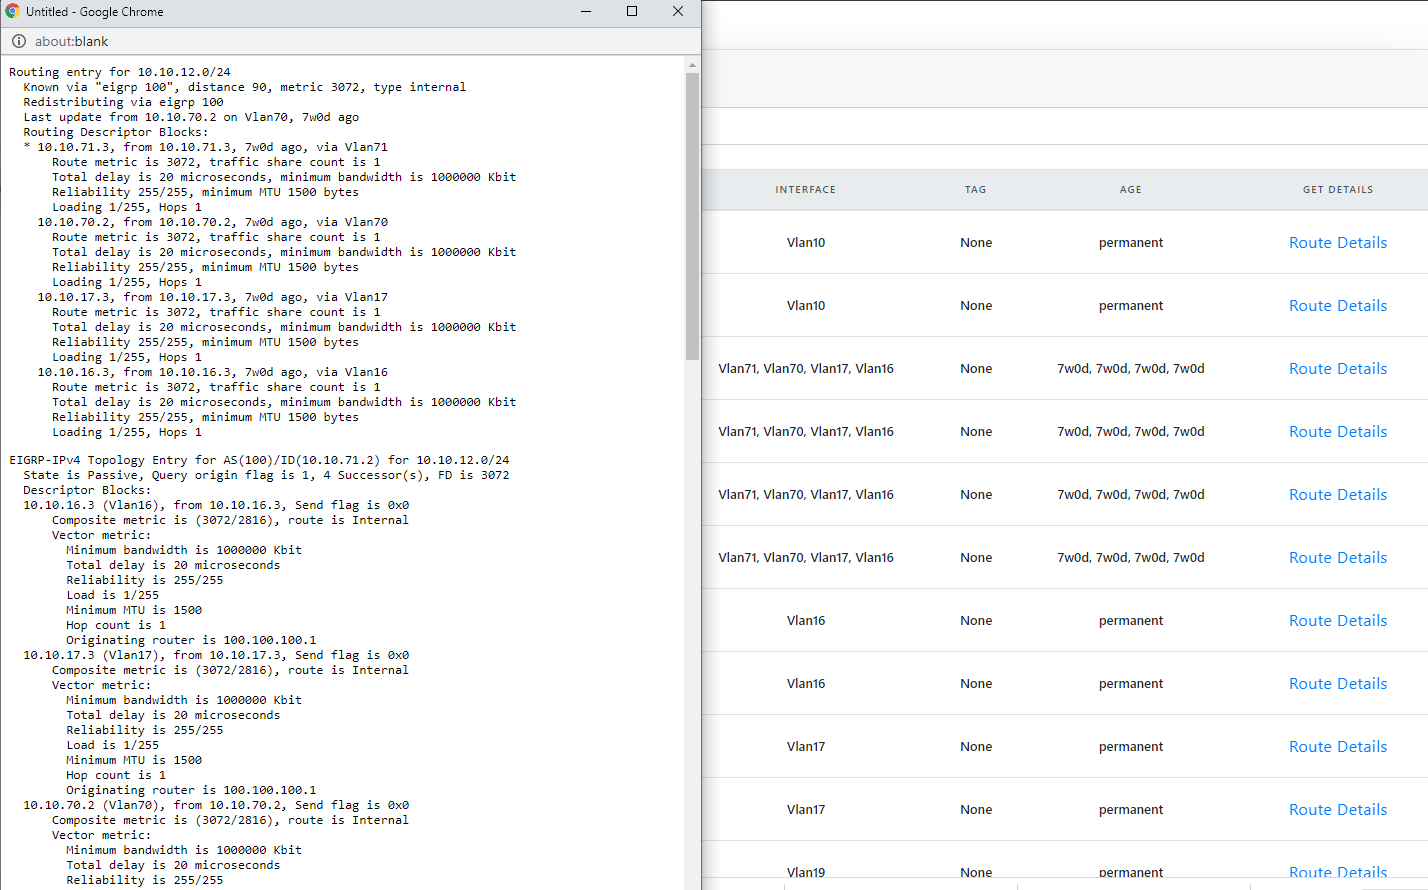 Untitled - Google Chrome
about:blank
Routing entry for 10.10.12.0/24
Known via "eigrp 100", distance 90, metric 3072, type internal
Redistributing via eigrp 100
Last update from 10.10.70.2 on Vlan70, 7w0d ago
Routing Descriptor Blocks:
* 10.10.71.3, from 10.10.71.3, 7w0d ago, via Vlan71
Route metric is 3072, traffic share count is 1
Total delay is 20 microseconds, minimum bandwidth is 1000000 Kbit
Reliability 255/255, minimum MTU 1500 bytes
Loading 1/255, Hops 1
10.10.70.2, from 10.10.70.2, 7w0d ago, via Vlan70
Route metric is 3072, traffic share count is 1
Total delay is 20 microseconds, minimum bandwidth is 1000000 Kbit
Reliability 255/255, minimum MTU 1500 bytes
Loading 1/255, Hops 1
10.10.17.3, from 10.10.17.3, 7w0d ago, via Vlan17
Route metric is 3072, traffic share count is 1
Total delay is 20 microseconds, minimum bandwidth is 1000000 Kbit
Reliability 255/255, minimum MTU 1500 bytes
Loading 1/255, Hops 1
10.10.16.3, from 10.10.16.3, 7w0d ago, via Vlan16
Route metric is 3072, traffic share count is 1
Total delay is 20 microseconds, minimum bandwidth is 1000000 Kbit
Reliability 255/255, minimum MTU 1500 bytes
Loading 1/255, Hops 1
EIGRP-IPv4 Topology Entry for AS(100)/ID(10.10.71.2) for 10.10.12.0/24
State is Passive, Query origin flag is 1, 4 Successor(s), FD is 3072
Descriptor Blocks:
10.10.16.3 (Vlan16), from 10.10.16.3, Send flag is 0x0
Composite metric is (3072/2816), route is Internal
Vector metric:
Minimum bandwidth is 1000000 Kbit
Total delay is 20 microseconds
Reliability is 255/255
Load is 1/255
Minimum MTU is 1500
Hop count is 1
Originating router is 100.100.100.1
10.10.17.3 (Vlan17), from 10.10.17.3, Send flag is 0x0
Composite metric is (3072/2816), route is Internal
Vector metric:
Minimum bandwidth is 1000000 Kbit
Total delay is 20 microseconds
Reliability is 255/255
Load is 1/255
Minimum MTU is 1500
Hop count is 1
Originating router is 100.100.100.1
10.10.70.2 (Vlan70), from 10.10.70.2, Send flag is 0x0
Composite metric is (3072/2816), route is Internal
Vector metric:
Minimum bandwidth is 1000000 Kbit
Total delay is 20 microseconds
Reliability is 255/255
INTERFACE TAG AGE GET DETAILS
Vlan10 None permanent Route Details
Vlan10 None permanent Route Details
Vlan71, Vlan70, Vlan17, Vlan16 None 7w0d, 7w0d, 7w0d, 7w0d Route Details
Vlan71, Vlan70, Vlan17, Vlan16 None 7w0d, 7w0d, 7w0d, 7w0d Route Details
Vlan71, Vlan70, Vlan17, Vlan16 None 7w0d, 7w0d, 7w0d, 7w0d Route Details
Vlan71, Vlan70, Vlan17, Vlan16 None 7w0d, 7w0d, 7w0d, 7w0d Route Details
Vlan16 None permanent Route Details
Vlan16 None permanent Route Details
Vlan17 None permanent Route Details
Vlan17 None permanent Route Details
Vlan19 None permanent Route Details